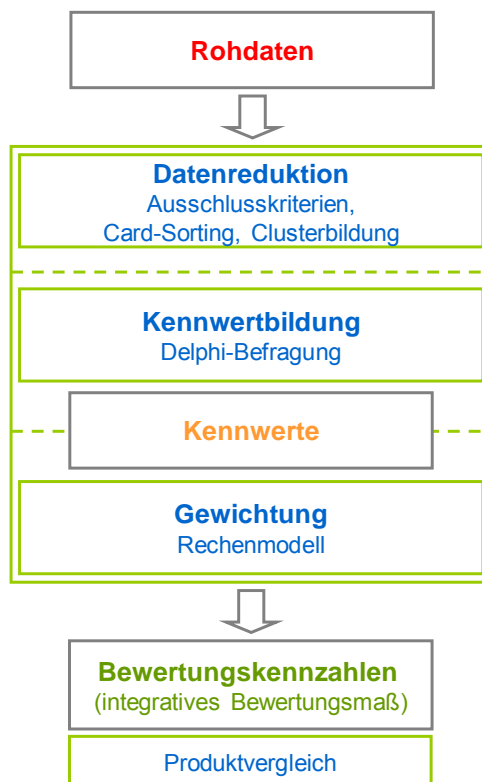 Rohdaten
Datenreduktion
Ausschlusskriterien,
Card-Sorting, Clusterbildung
Kennwertbildung
Delphi-Befragung
Kennwerte
Gewichtung
Rechenmodell
Bewertungskennzahlen
(integratives Bewertungsmaß)
Produktvergleich